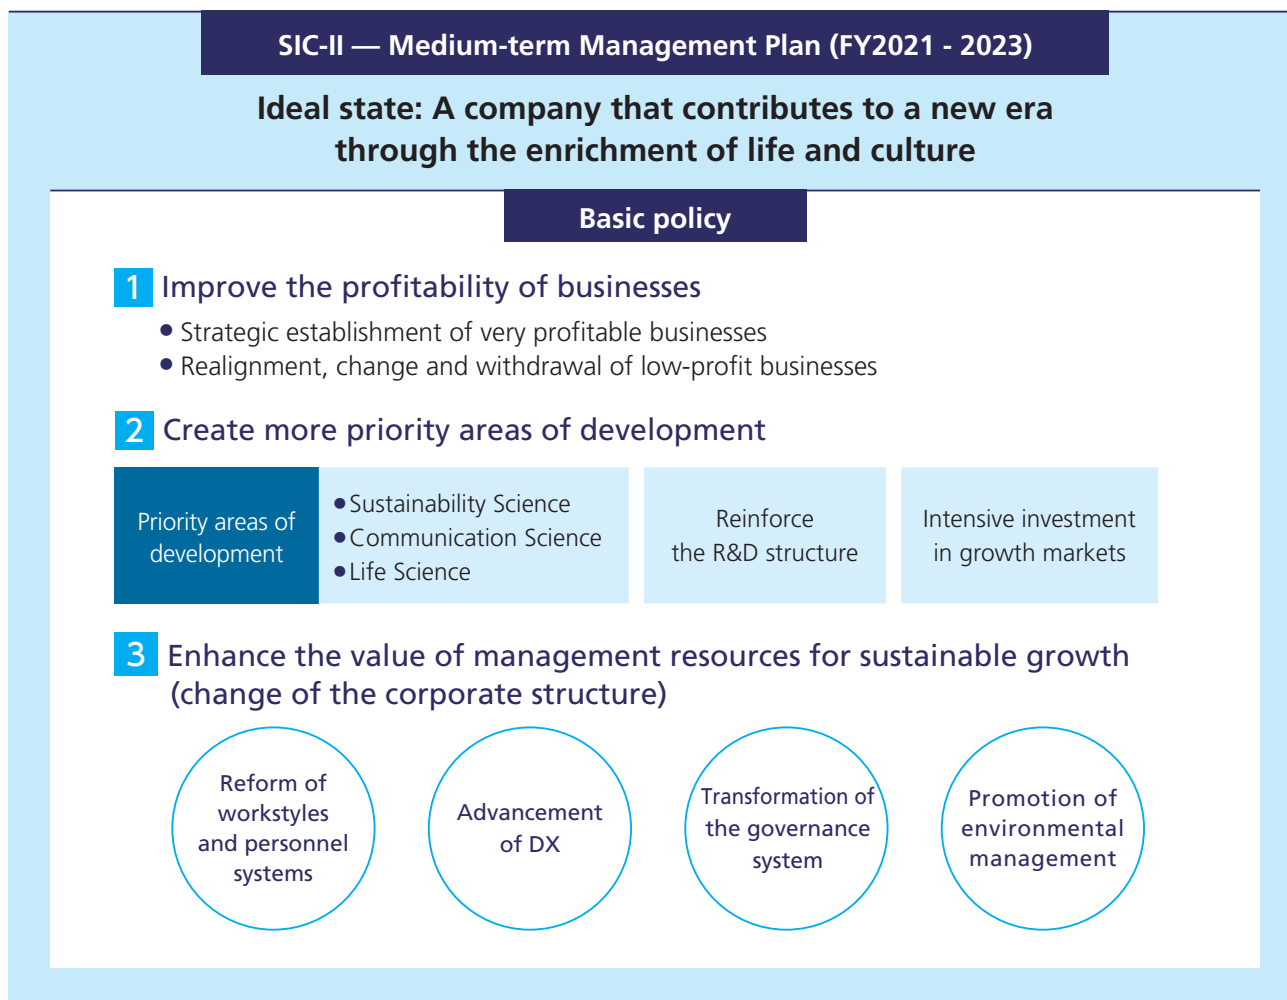 SIC-II — Medium-term Management Plan (FY2021 - 2023)
Ideal state: A company that contributes to a new era
through the enrichment of life and culture
Basic policy
1 Improve the profitability of businesses
● Strategic establishment of very profitable businesses
● Realignment, change and withdrawal of low-profit businesses
2 Create more priority areas of development
Priority areas of
development
● Sustainability Science
● Communication Science
● Life Science
Reinforce
the R&D structure
Intensive investment
in growth markets
3 Enhance the value of management resources for sustainable growth
(change of the corporate structure)
Reform of
workstyles
and personnel
systems
Advancement
of DX
Transformation of
the governance
system
Promotion of
environmental
management